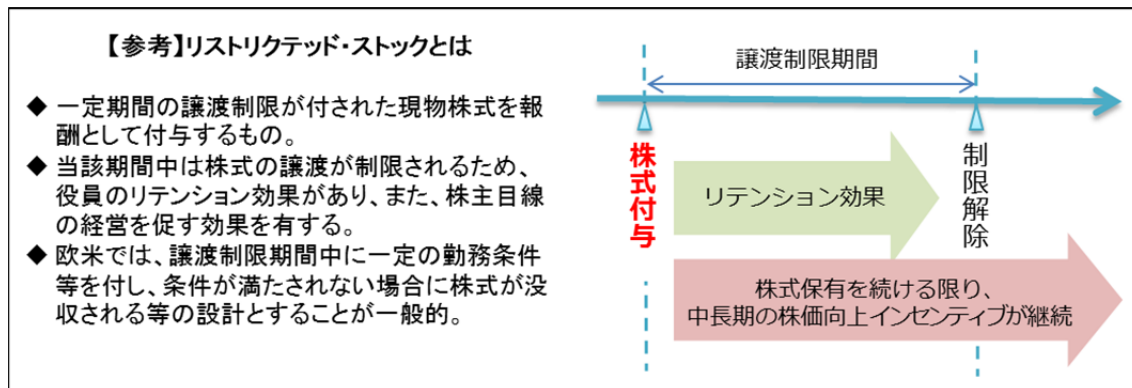 【参考】リストリクテッド・ストックとは
◆ 一定期間の譲渡制限が付された現物株式を報
酬として付与するもの。
◆ 当該期間中は株式の譲渡が制限されるため、
役員のリテンション効果があり、また、株主目線
の経営を促す効果を有する。
◆ 欧米では、譲渡制限期間中に一定の勤務条件
等を付し、条件が満たされない場合に株式が没
収される等の設計とすることが一般的。
譲渡制限期間
株式付与
リテンション効果
制限解除
株式保有を続ける限り、
中長期の株価向上インセンティブが継続